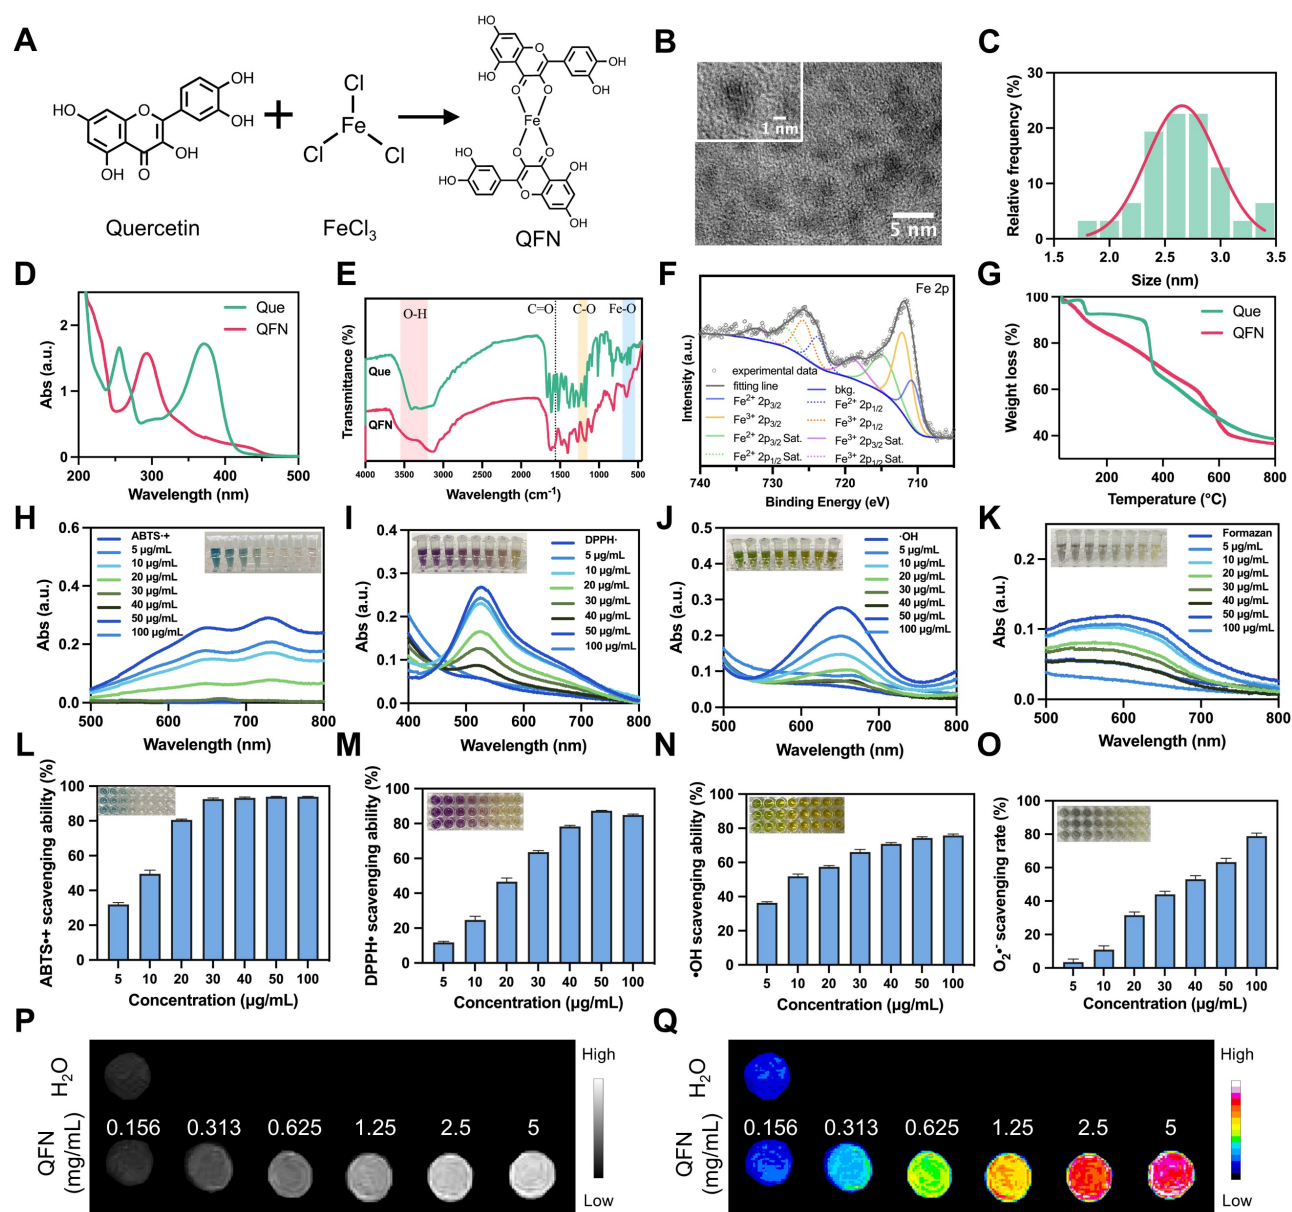 A
Quercetin
FeCl3
QFN
HO
OH
OH
O
OH
OH
O
Cl
Fe
Cl
Cl
HO
O
OH
OH
OH
O
O
Fe
O
O
HO
HO
O
OH
OH
B
1 nm
5 nm
C
Relative frequency (%)
30
20
10
0
1.5 2.0 2.5 3.0 3.5
Size (nm)
D
Abs (a.u.)
2
1
0
200 300 400 500
Wavelength (nm)
Que
QFN
E
Transmittance (%)
O-H
C=O
C-O
Fe-O
Que
QFN
4000 3500 3000 2500 2000 1500 1000 500
Wavelength (cm-1)
F
Fe 2p
Intensity (a.u.)
experimental data
fitting line
Fe2+ 2p3/2
Fe3+ 2p3/2
Fe2+ 2p3/2 Sat.
Fe2+ 2p1/2 Sat.
bkg.
Fe2+ 2p1/2
Fe3+ 2p1/2
Fe3+ 2p3/2 Sat.
Fe3+ 2p1/2 Sat.
740 730 720 710
Binding Energy (eV)
G
Weight loss (%)
100
80
60
40
200 400 600 800
Temperature (°C)
Que
QFN
H
Abs (a.u.)
0.6
0.4
0.2
0.0
500 600 700 800
Wavelength (nm)
ABTS·+
5 μg/mL
10 μg/mL
20 μg/mL
30 μg/mL
40 μg/mL
50 μg/mL
100 μg/mL
I
Abs (a.u.)
0.4
0.3
0.2
0.1
0.0
400 500 600 700 800
Wavelength (nm)
DPPH·
5 μg/mL
10 μg/mL
20 μg/mL
30 μg/mL
40 μg/mL
50 μg/mL
100 μg/mL
J
Abs (a.u.)
0.5
0.4
0.3
0.2
0.1
0.0
500 600 700 800
Wavelength (nm)
·OH
5 μg/mL
10 μg/mL
20 μg/mL
30 μg/mL
40 μg/mL
50 μg/mL
100 μg/mL
K
Abs (a.u.)
0.2
0.1
0.0
500 600 700 800
Wavelength (nm)
Formazan
5 μg/mL
10 μg/mL
20 μg/mL
30 μg/mL
40 μg/mL
50 μg/mL
100 μg/mL
L
ABTS•+ scavenging ability (%)
100
80
60
40
20
0
5 10 20 30 40 50 100
Concentration (μg/mL)
M
DPPH• scavenging ability (%)
100
80
60
40
20
0
5 10 20 30 40 50 100
Concentration (μg/mL)
N
•OH scavenging ability (%)
100
80
60
40
20
0
5 10 20 30 40 50 100
Concentration (μg/mL)
O
O2•- scavenging rate (%)
100
80
60
40
20
0
5 10 20 30 40 50 100
Concentration (μg/mL)
P
H2O
QFN
(mg/mL)
0.156 0.313 0.625 1.25 2.5 5
High
Low
Q
H2O
QFN
(mg/mL)
0.156 0.313 0.625 1.25 2.5 5
High
Low